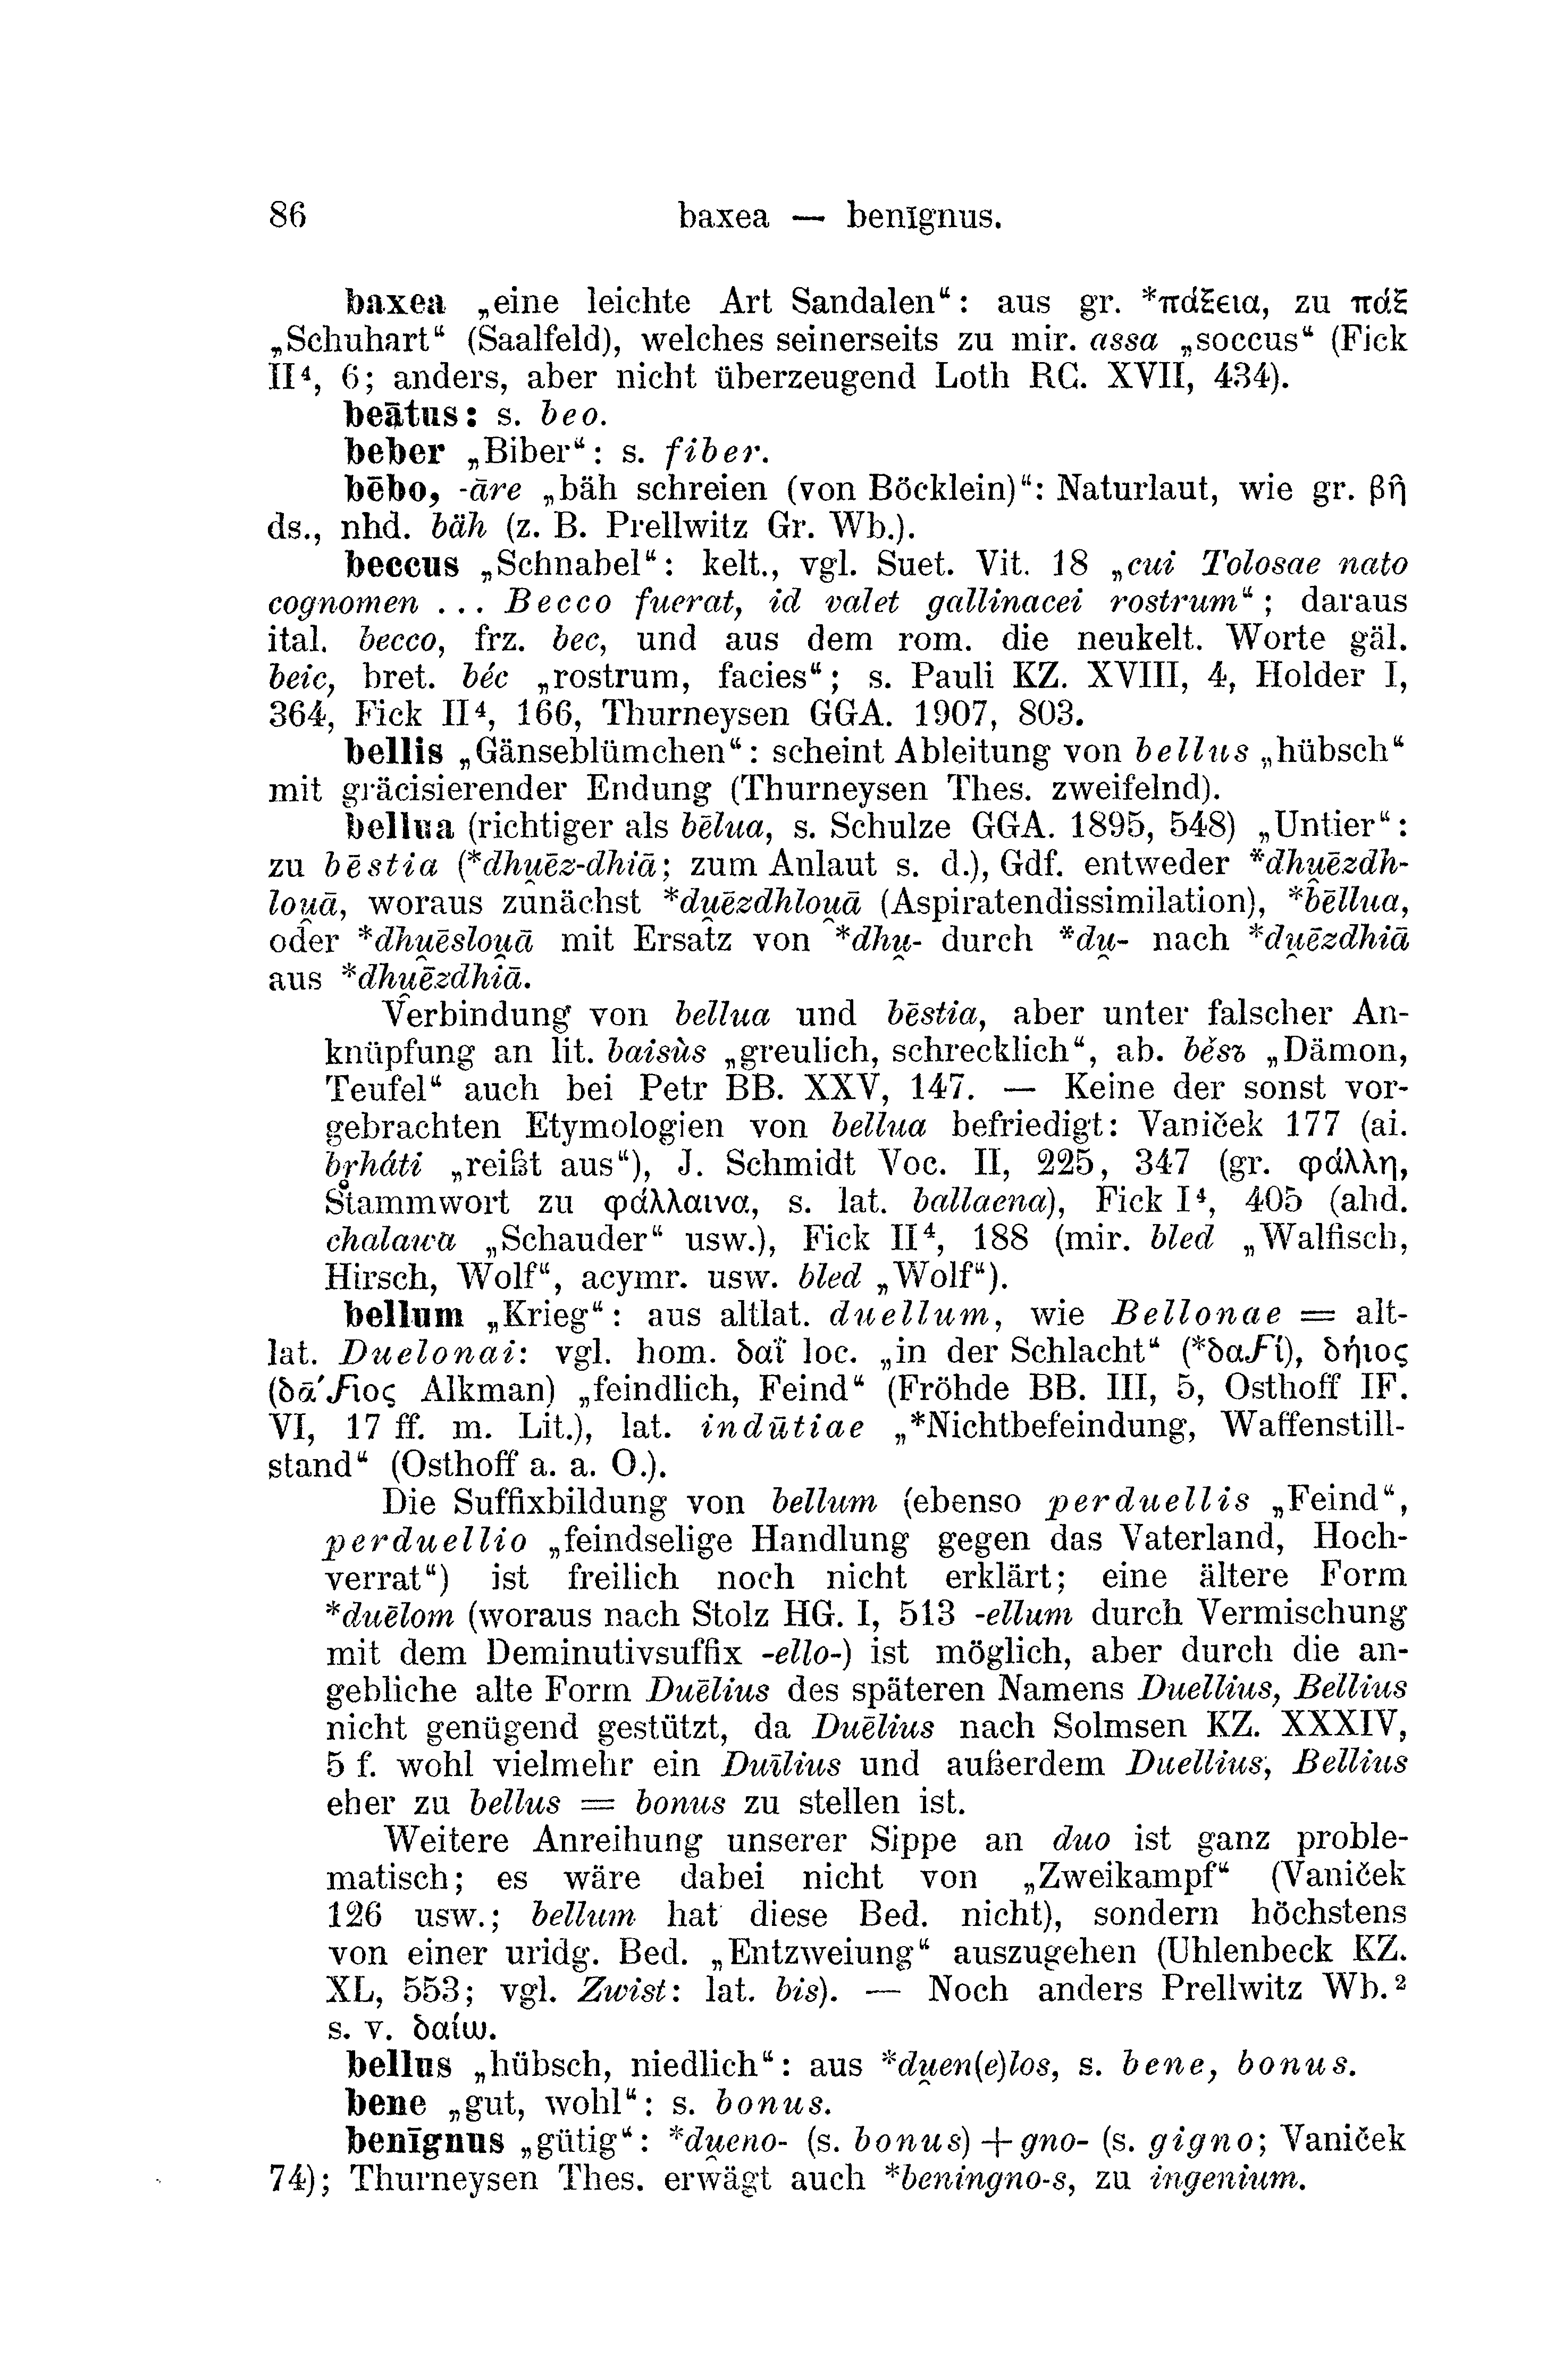 86 baxea — benīgnus.
baxea „eine leichte Art Sandalen“: aus gr. *πάξεια, zu πάξ
„Schuhart“ (Saalfeld), welches seinerseits zu mir. assa „soccus“ (Fick
II⁴, 6; anders, aber nicht überzeugend Loth RC. XVII, 434).
beātus: s. beo.
beber „Biber“: s. fiber.
bēbo, -āre „bäh schreien (von Böcklein)“: Naturlaut, wie gr. βῆ
ds., nhd. bäh (z. B. Prellwitz Gr. Wb.).
beccus „Schnabel“: kelt., vgl. Suet. Vit. 18 „cui Tolosae nato
cognomen ... Becco fuerat, id valet gallinacei rostrum“; daraus
ital. becco, frz. bec, und aus dem rom. die neukelt. Worte gäl.
beic, bret. béc „rostrum, facies“; s. Pauli KZ. XVIII, 4, Holder I,
364, Fick II⁴, 166, Thurneysen GGA. 1907, 803.
bellis „Gänseblümchen“: scheint Ableitung von bellus „hübsch“
mit gräcisierender Endung (Thurneysen Thes. zweifelnd).
bellua (richtiger als bēlua, s. Schulze GGA. 1895, 548) „Untier“:
zu bēstia (*dhu̯ēz-dhiā; zum Anlaut s. d.), Gdf. entweder *dhu̯ēzdh-
lou̯ā, woraus zunächst *du̯ēzdhlou̯ā (Aspiratendissimilation), *bēllua,
oder *dhu̯ēslou̯ā mit Ersatz von *dhu̯- durch *du̯- nach *du̯ēzdhiā
aus *dhu̯ēzdhiā.
Verbindung von bellua und bēstia, aber unter falscher An-
knüpfung an lit. baisùs „greulich, schrecklich“, ab. běsъ „Dämon,
Teufel“ auch bei Petr BB. XXV, 147. — Keine der sonst vor-
gebrachten Etymologien von bellua befriedigt: Vaniček 177 (ai.
br̥háti „reißt aus“), J. Schmidt Voc. II, 225, 347 (gr. φάλλη,
Stammwort zu φάλλαινα, s. lat. ballaena), Fick I⁴, 405 (ahd.
chalawa „Schauder“ usw.), Fick II⁴, 188 (mir. bled „Walfisch,
Hirsch, Wolf“, acymr. usw. bled „Wolf“).
bellum „Krieg“: aus altlat. duellum, wie Bellonae = alt-
lat. Duelonai: vgl. hom. δαΐ loc. „in der Schlacht“ (*δαϝί), δήιος
(δᾱ́ϝιος Alkman) „feindlich, Feind“ (Fröhde BB. III, 5, Osthoff IF.
VI, 17 ff. m. Lit.), lat. indūtiae „*Nichtbefeindung, Waffenstill-
stand“ (Osthoff a. a. O.).
Die Suffixbildung von bellum (ebenso perduellis „Feind“,
perduellio „feindselige Handlung gegen das Vaterland, Hoch-
verrat“) ist freilich noch nicht erklärt; eine ältere Form
*duēlom (woraus nach Stolz HG. I, 513 -ellum durch Vermischung
mit dem Deminutivsuffix -ello-) ist möglich, aber durch die an-
gebliche alte Form Duēlius des späteren Namens Duellius, Bellius
nicht genügend gestützt, da Duēlius nach Solmsen KZ. XXXIV,
5 f. wohl vielmehr ein Duīlius und außerdem Duellius, Bellius
eher zu bellus = bonus zu stellen ist.
Weitere Anreihung unserer Sippe an duo ist ganz proble-
matisch; es wäre dabei nicht von „Zweikampf“ (Vaniček
126 usw.; bellum hat diese Bed. nicht), sondern höchstens
von einer uridg. Bed. „Entzweiung“ auszugehen (Uhlenbeck KZ.
XL, 553; vgl. Zwist: lat. bis). — Noch anders Prellwitz Wb.²
s. v. δαίω.
bellus „hübsch, niedlich“: aus *du̯en(e)los, s. bene, bonus.
bene „gut, wohl“: s. bonus.
benīgnus „gütig“: *du̯eno- (s. bonus) + gno- (s. gigno; Vaniček
74); Thurneysen Thes. erwägt auch *beningno-s, zu ingenium.